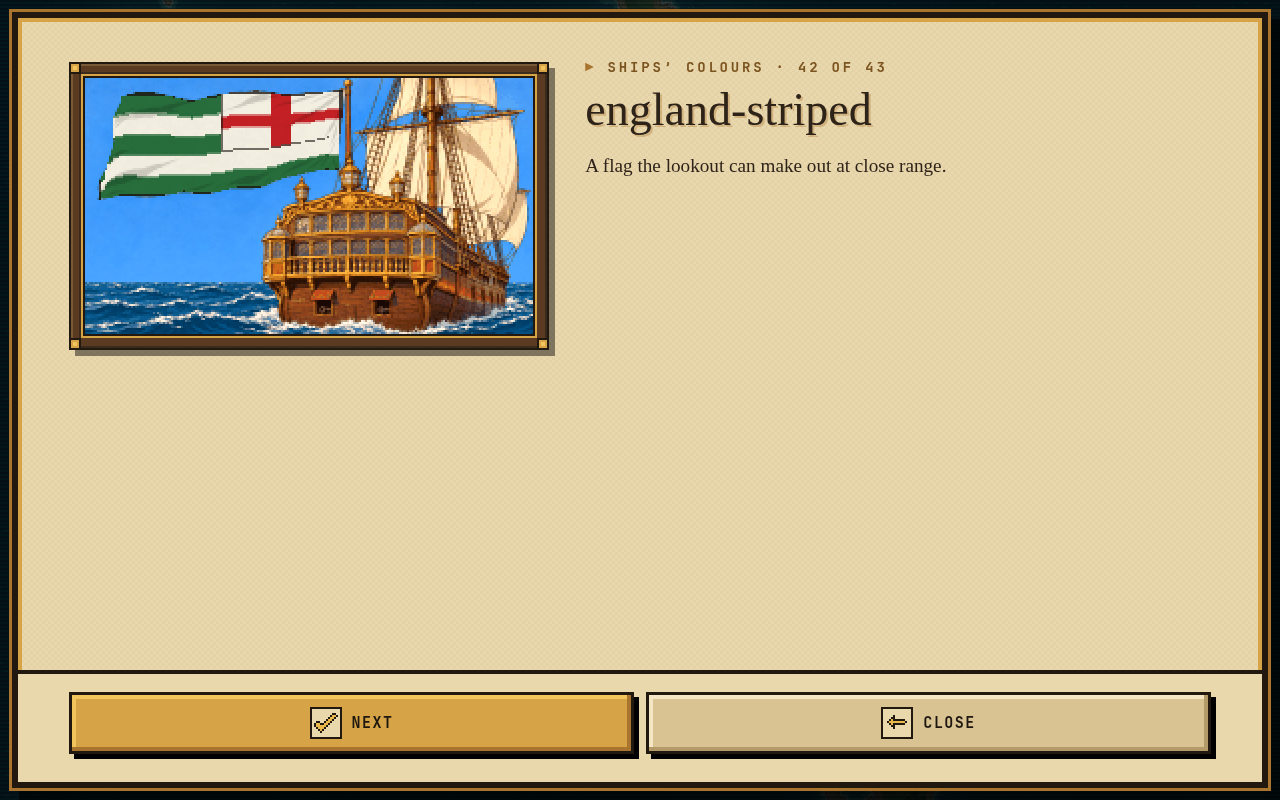 ► SHIPS' COLOURS · 42 OF 43
england-striped
A flag the lookout can make out at close range.
NEXT
CLOSE